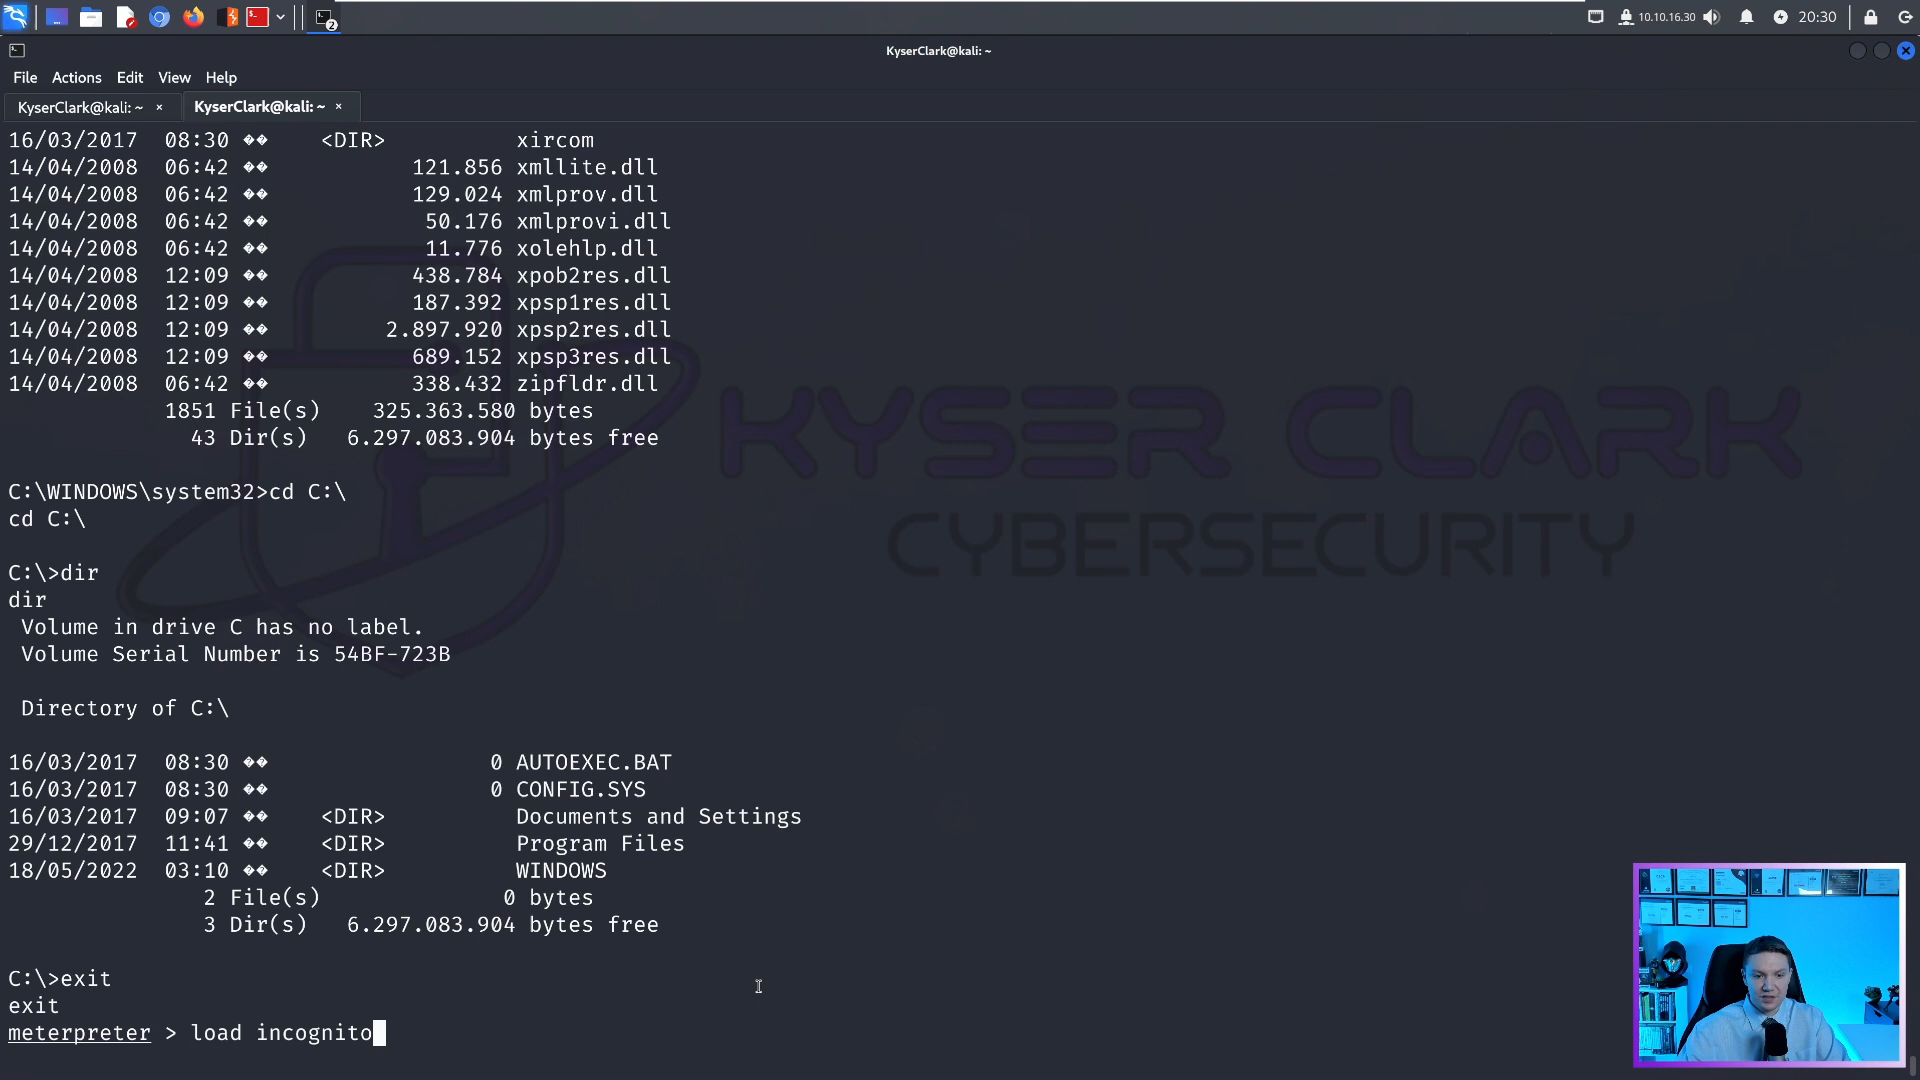 10.10.16.30
20:30
2
KyserClark@kali: ~
File Actions Edit View Help
KyserClark@kali: ~ × KyserClark@kali: ~ ×
16/03/2017 08:30 �� <DIR> xircom
14/04/2008 06:42 �� 121.856 xmllite.dll
14/04/2008 06:42 �� 129.024 xmlprov.dll
14/04/2008 06:42 �� 50.176 xmlprovi.dll
14/04/2008 06:42 �� 11.776 xolehlp.dll
14/04/2008 12:09 �� 438.784 xpob2res.dll
14/04/2008 12:09 �� 187.392 xpsp1res.dll
14/04/2008 12:09 �� 2.897.920 xpsp2res.dll
14/04/2008 12:09 �� 689.152 xpsp3res.dll
14/04/2008 06:42 �� 338.432 zipfldr.dll
1851 File(s) 325.363.580 bytes
43 Dir(s) 6.297.083.904 bytes free
KYSER CLARK
CYBERSECURITY
C:\WINDOWS\system32>cd C:\
cd C:\
C:\>dir
dir
Volume in drive C has no label.
Volume Serial Number is 54BF-723B
Directory of C:\
16/03/2017 08:30 �� 0 AUTOEXEC.BAT
16/03/2017 08:30 �� 0 CONFIG.SYS
16/03/2017 09:07 �� <DIR> Documents and Settings
29/12/2017 11:41 �� <DIR> Program Files
18/05/2022 03:10 �� <DIR> WINDOWS
2 File(s) 0 bytes
3 Dir(s) 6.297.083.904 bytes free
C:\>exit
exit
meterpreter > load incognito